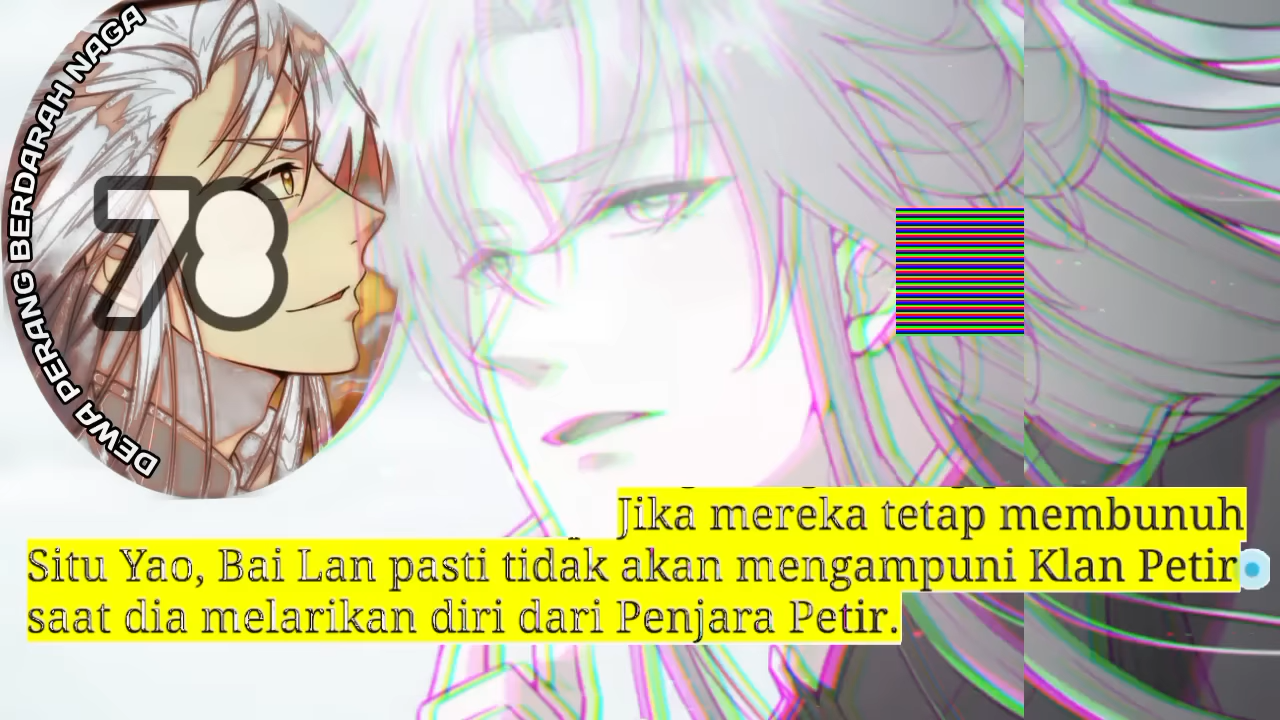 DEWA PERANG BERDARAH NAGA
78
Jika mereka tetap membunuh
Situ Yao, Bai Lan pasti tidak akan mengampuni Klan Petir
saat dia melarikan diri dari Penjara Petir.